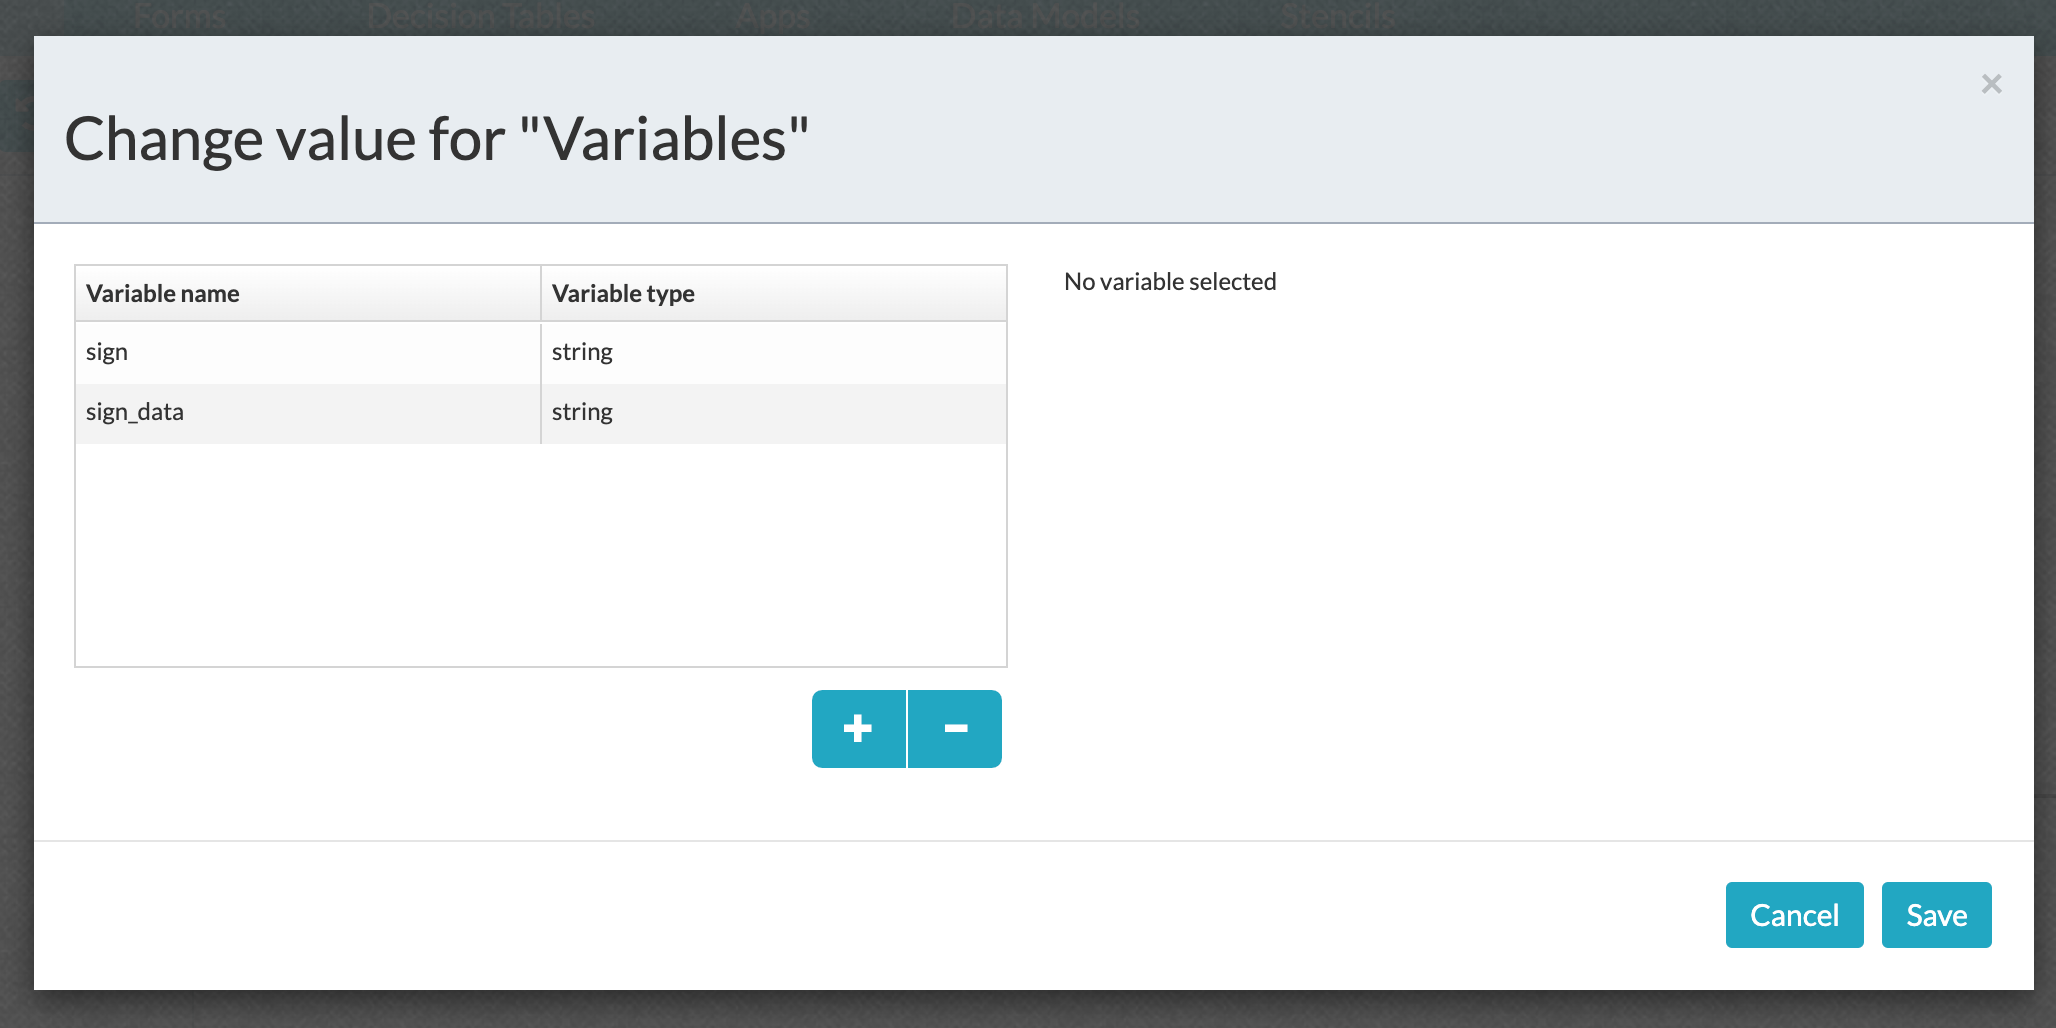 Forms Decision Tables Apps Data Models Stencils
×
Change value for "Variables"
Variable name Variable type
No variable selected
sign string
sign_data string
Cancel Save